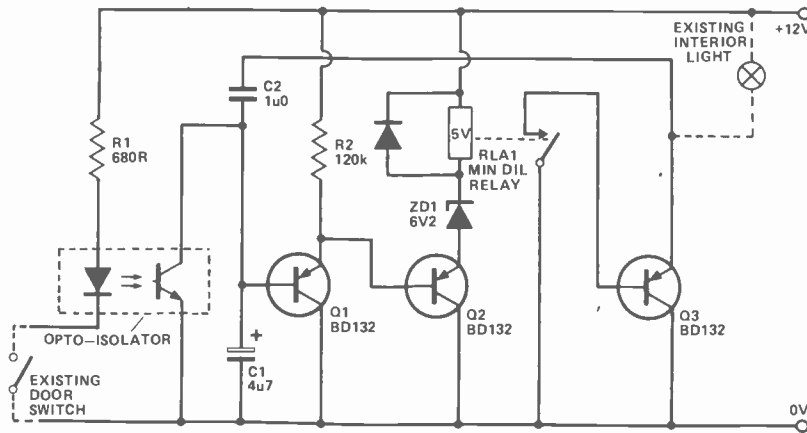 EXISTING
INTERIOR
LIGHT
+12V
C2
1u0
R1
680R
R2
120k
5V
RLA1
MIN DIL
RELAY
ZD1
6V2
OPTO-ISOLATOR
Q1
BD132
Q2
BD132
Q3
BD132
+
C1
4u7
EXISTING
DOOR
SWITCH
0V